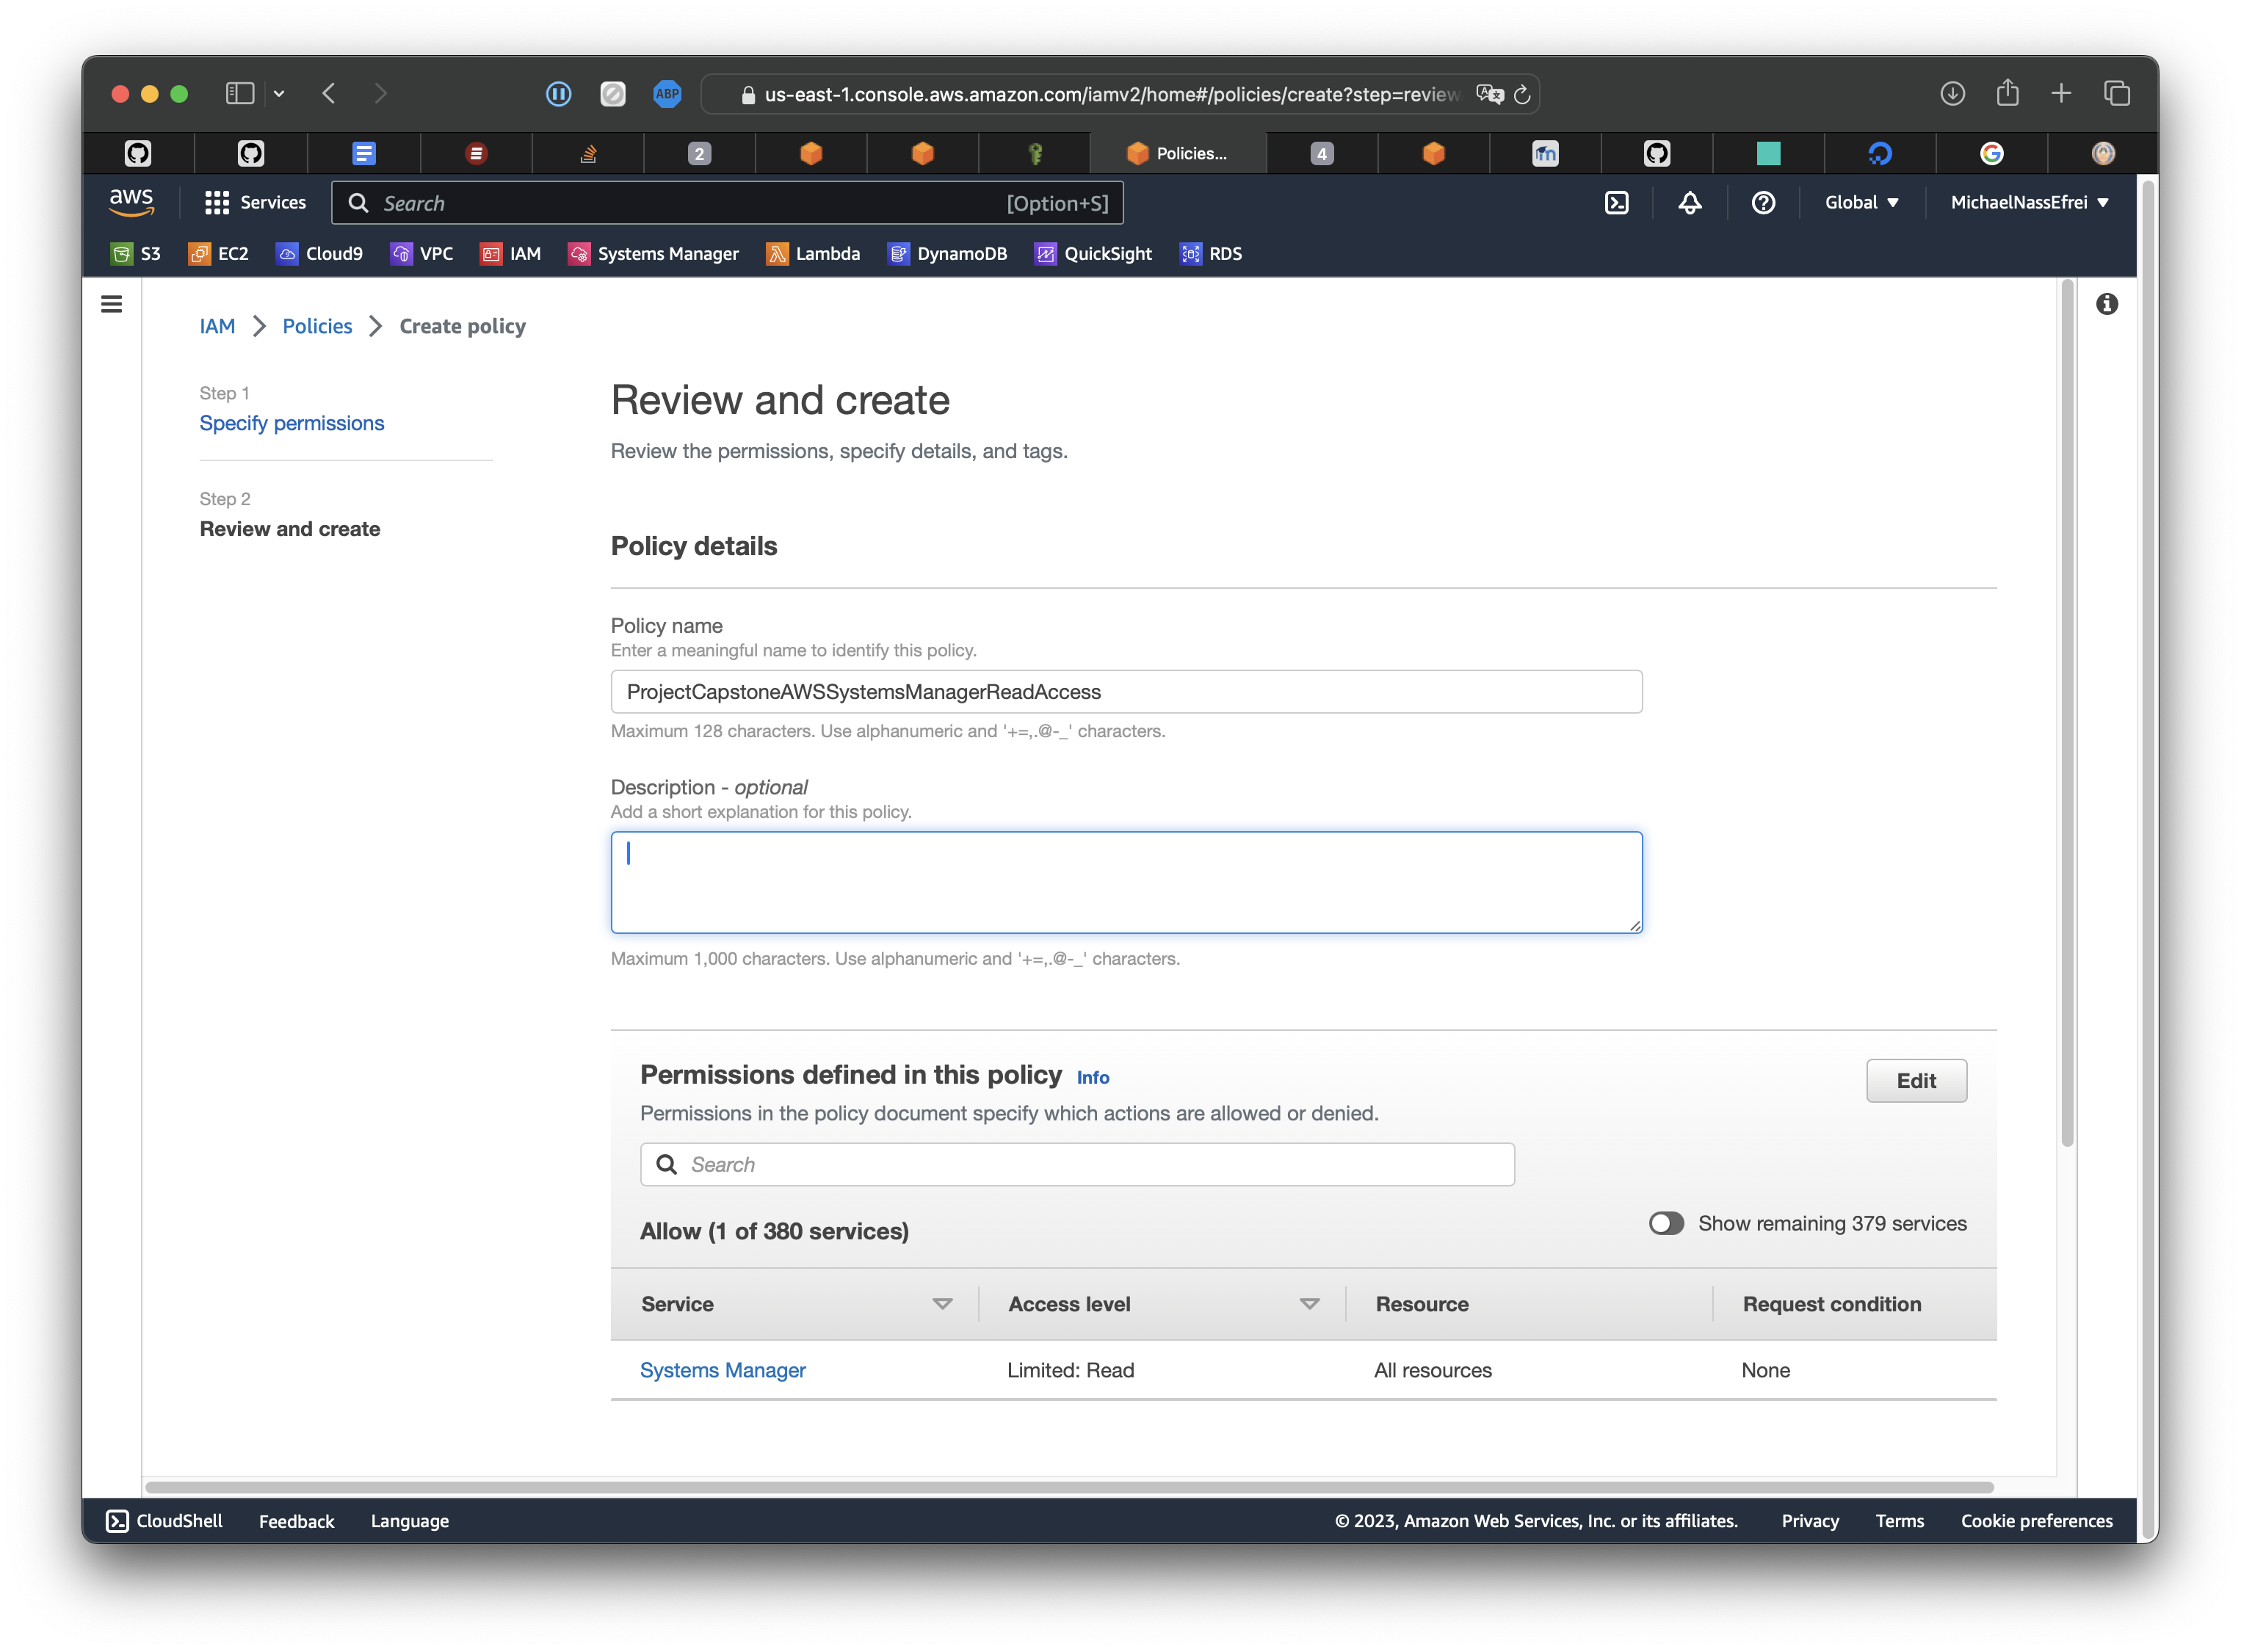 ABP
us-east-1.console.aws.amazon.com/iamv2/home#/policies/create?step=review
2
Policies...
4
aws
Services
Search
[Option+S]
Global
MichaelNassEfrei
S3
EC2
Cloud9
VPC
IAM
Systems Manager
Lambda
DynamoDB
QuickSight
RDS
IAM > Policies > Create policy
Step 1
Specify permissions
Step 2
Review and create
Review and create
Review the permissions, specify details, and tags.
Policy details
Policy name
Enter a meaningful name to identify this policy.
ProjectCapstoneAWSSystemsManagerReadAccess
Maximum 128 characters. Use alphanumeric and '+=,.@-_' characters.
Description - optional
Add a short explanation for this policy.
Maximum 1,000 characters. Use alphanumeric and '+=,.@-_' characters.
Permissions defined in this policy Info
Edit
Permissions in the policy document specify which actions are allowed or denied.
Search
Allow (1 of 380 services)
Show remaining 379 services
Service
Access level
Resource
Request condition
Systems Manager
Limited: Read
All resources
None
CloudShell
Feedback
Language
© 2023, Amazon Web Services, Inc. or its affiliates.
Privacy
Terms
Cookie preferences